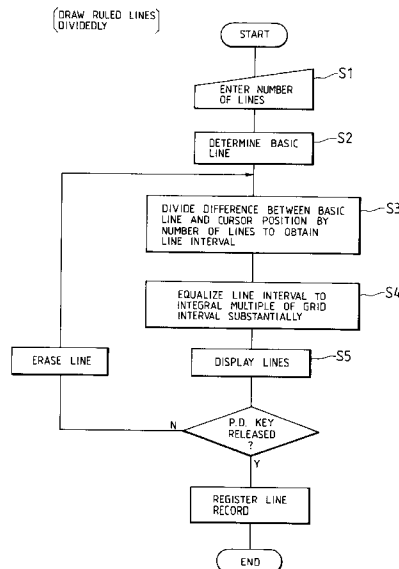 (DRAW RULED LINES
DIVIDEDLY)
START
S1
ENTER NUMBER
OF LINES
S2
DETERMINE BASIC
LINE
S3
DIVIDE DIFFERENCE BETWEEN BASIC
LINE AND CURSOR POSITION BY
NUMBER OF LINES TO OBTAIN
LINE INTERVAL
S4
EQUALIZE LINE INTERVAL TO
INTEGRAL MULTIPLE OF GRID
INTERVAL SUBSTANTIALLY
S5
DISPLAY LINES
ERASE LINE
N
P.D. KEY
RELEASED
?
Y
REGISTER LINE
RECORD
END